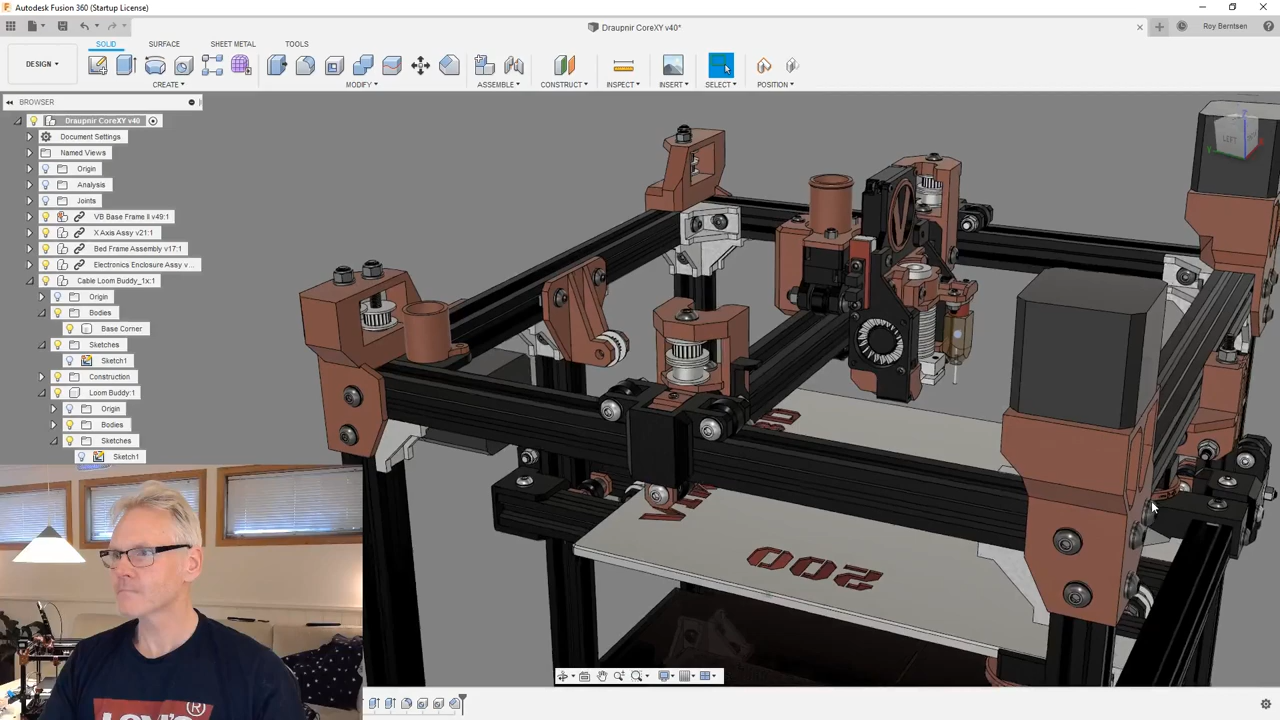 Autodesk Fusion 360 (Startup License)
Draupnir CoreXY v40*
Roy Berntsen
SOLID
SURFACE
SHEET METAL
TOOLS
DESIGN
CREATE
MODIFY
ASSEMBLE
CONSTRUCT
INSPECT
INSERT
SELECT
POSITION
BROWSER
Draupnir CoreXY v40
Document Settings
Named Views
Origin
Analysis
Joints
VB Base Frame II v49:1
X Axis Assy v21:1
Bed Frame Assembly v17:1
Electronics Enclosure Assy v...
Cable Loom Buddy_1x:1
Origin
Bodies
Base Corner
Sketches
Sketch1
Construction
Loom Buddy:1
Origin
Bodies
Sketches
Sketch1
LEFT
V
200
LEVI'S
®